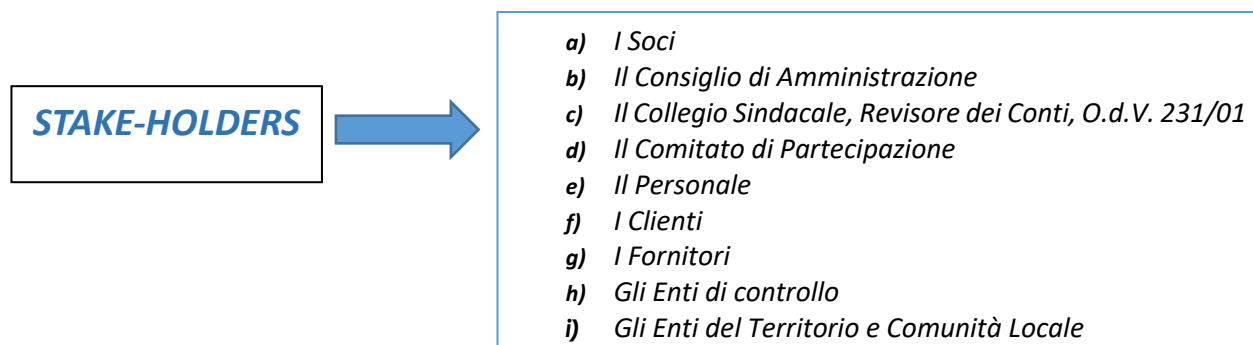 STAKE-HOLDERS
a) I Soci
b) Il Consiglio di Amministrazione
c) Il Collegio Sindacale, Revisore dei Conti, O.d.V. 231/01
d) Il Comitato di Partecipazione
e) Il Personale
f) I Clienti
g) I Fornitori
h) Gli Enti di controllo
i) Gli Enti del Territorio e Comunità Locale